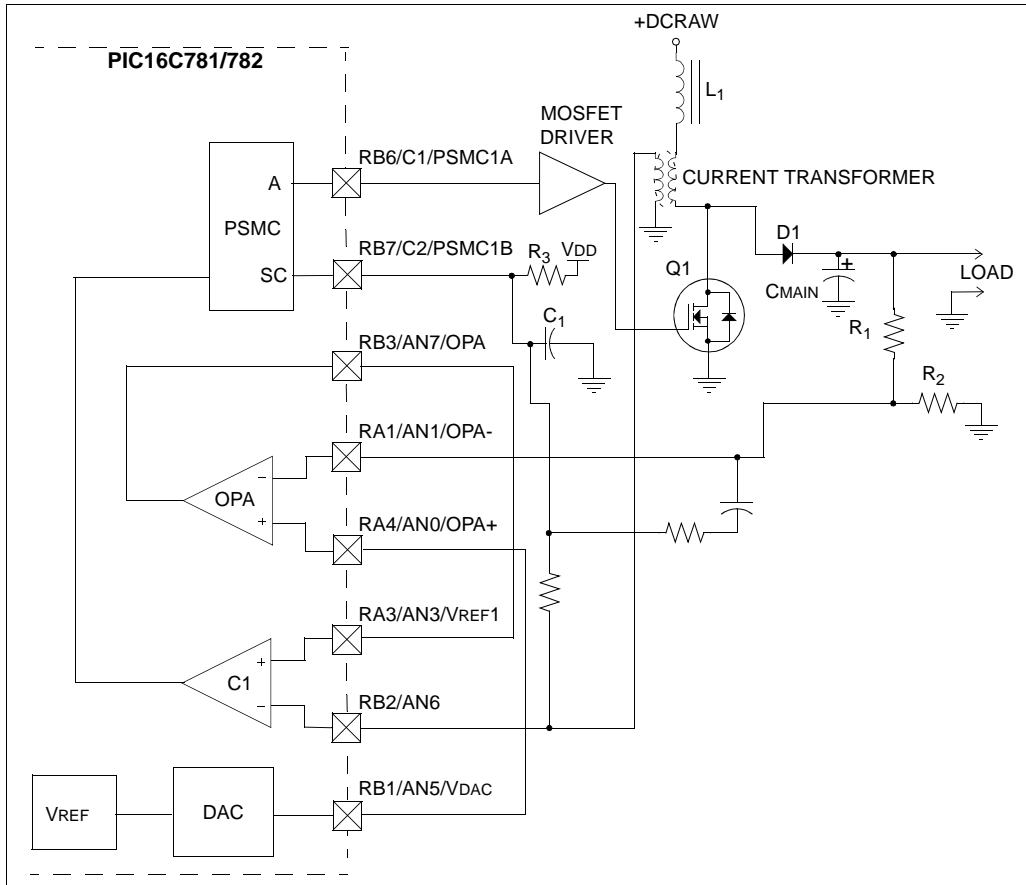 +DCRAW
PIC16C781/782
L1
MOSFET
DRIVER
RB6/C1/PSMC1A
A
CURRENT TRANSFORMER
PSMC
RB7/C2/PSMC1B
R3
VDD
D1
SC
Q1
+
CMAIN
LOAD
C1
R1
RB3/AN7/OPA
R2
RA1/AN1/OPA-
−
OPA
+
RA4/AN0/OPA+
RA3/AN3/VREF1
+
C1
−
RB2/AN6
RB1/AN5/VDAC
VREF
DAC